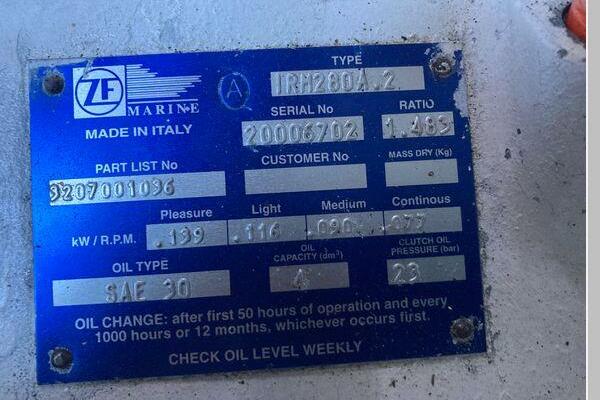 TYPE
ZF MARINE A IRM280A.2
SERIAL No RATIO
MADE IN ITALY 20006702 1.485
PART LIST No CUSTOMER No MASS DRY (Kg)
3207001096
Pleasure Light Medium Continous
kW / R.P.M. .139 .116 .090 .077
OIL TYPE OIL CAPACITY (dm³) CLUTCH OIL PRESSURE (bar)
SAE 30 4 23
OIL CHANGE: after first 50 hours of operation and every
1000 hours or 12 months, whichever occurs first.
CHECK OIL LEVEL WEEKLY